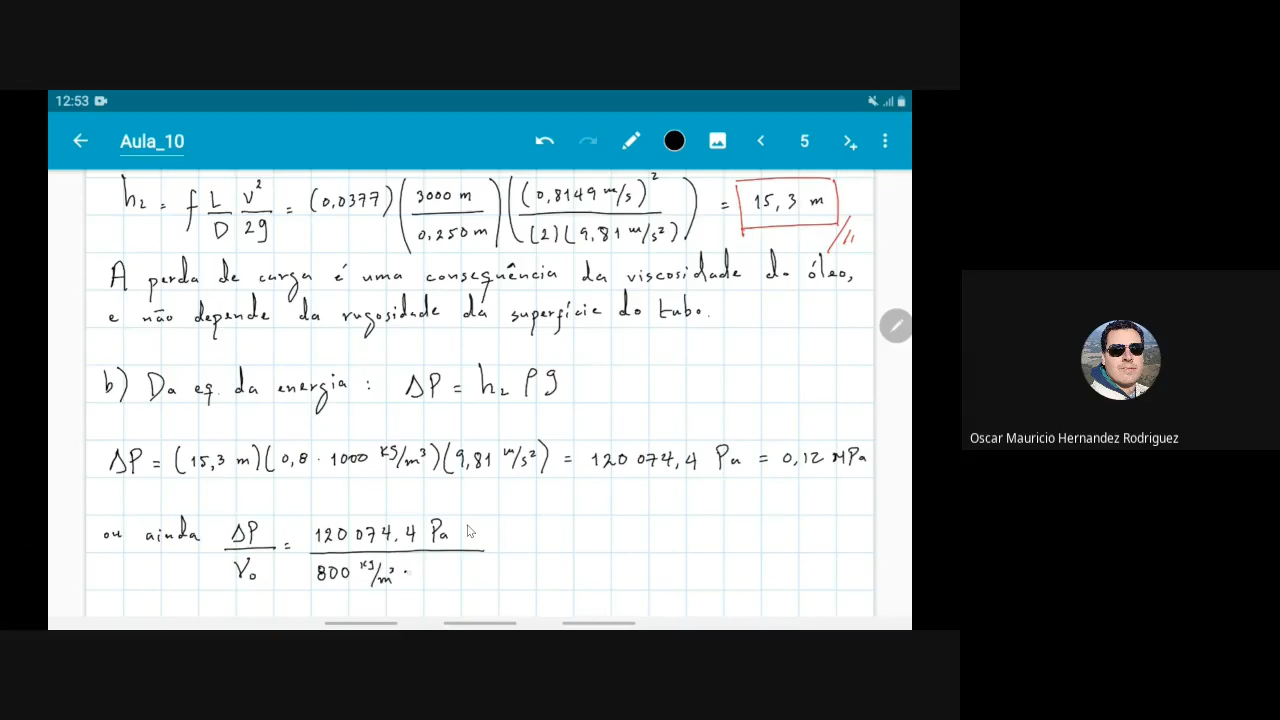 12:53
Aula_10
5
h₂ = f L/D V²/2g = (0,0377) (3000 m / 0,250 m) ((0,8149 m/s)² / (2)(9,81 m/s²)) = 15,3 m
A perda de carga é uma consequência da viscosidade do óleo,
e não depende da rugosidade da superfície do tubo.
b) Da eq. da energia : ΔP = h₂ ρ g
ΔP = (15,3 m)(0,8 · 1000 kg/m³)(9,81 m/s²) = 120 074,4 Pa = 0,12 MPa
ou ainda ΔP/γ₀ = 120 074,4 Pa / 800 kg/m³ ·
Oscar Mauricio Hernandez Rodriguez